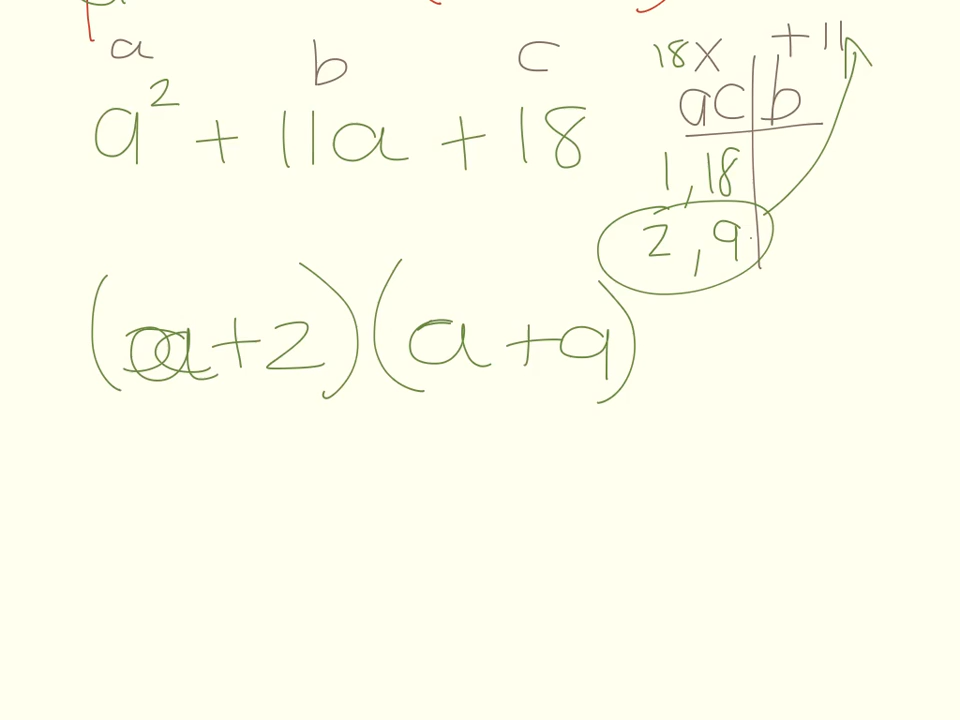 a b c 18x +11
a² + 11a + 18 ac b
1, 18
2, 9
(a+2)(a+9)